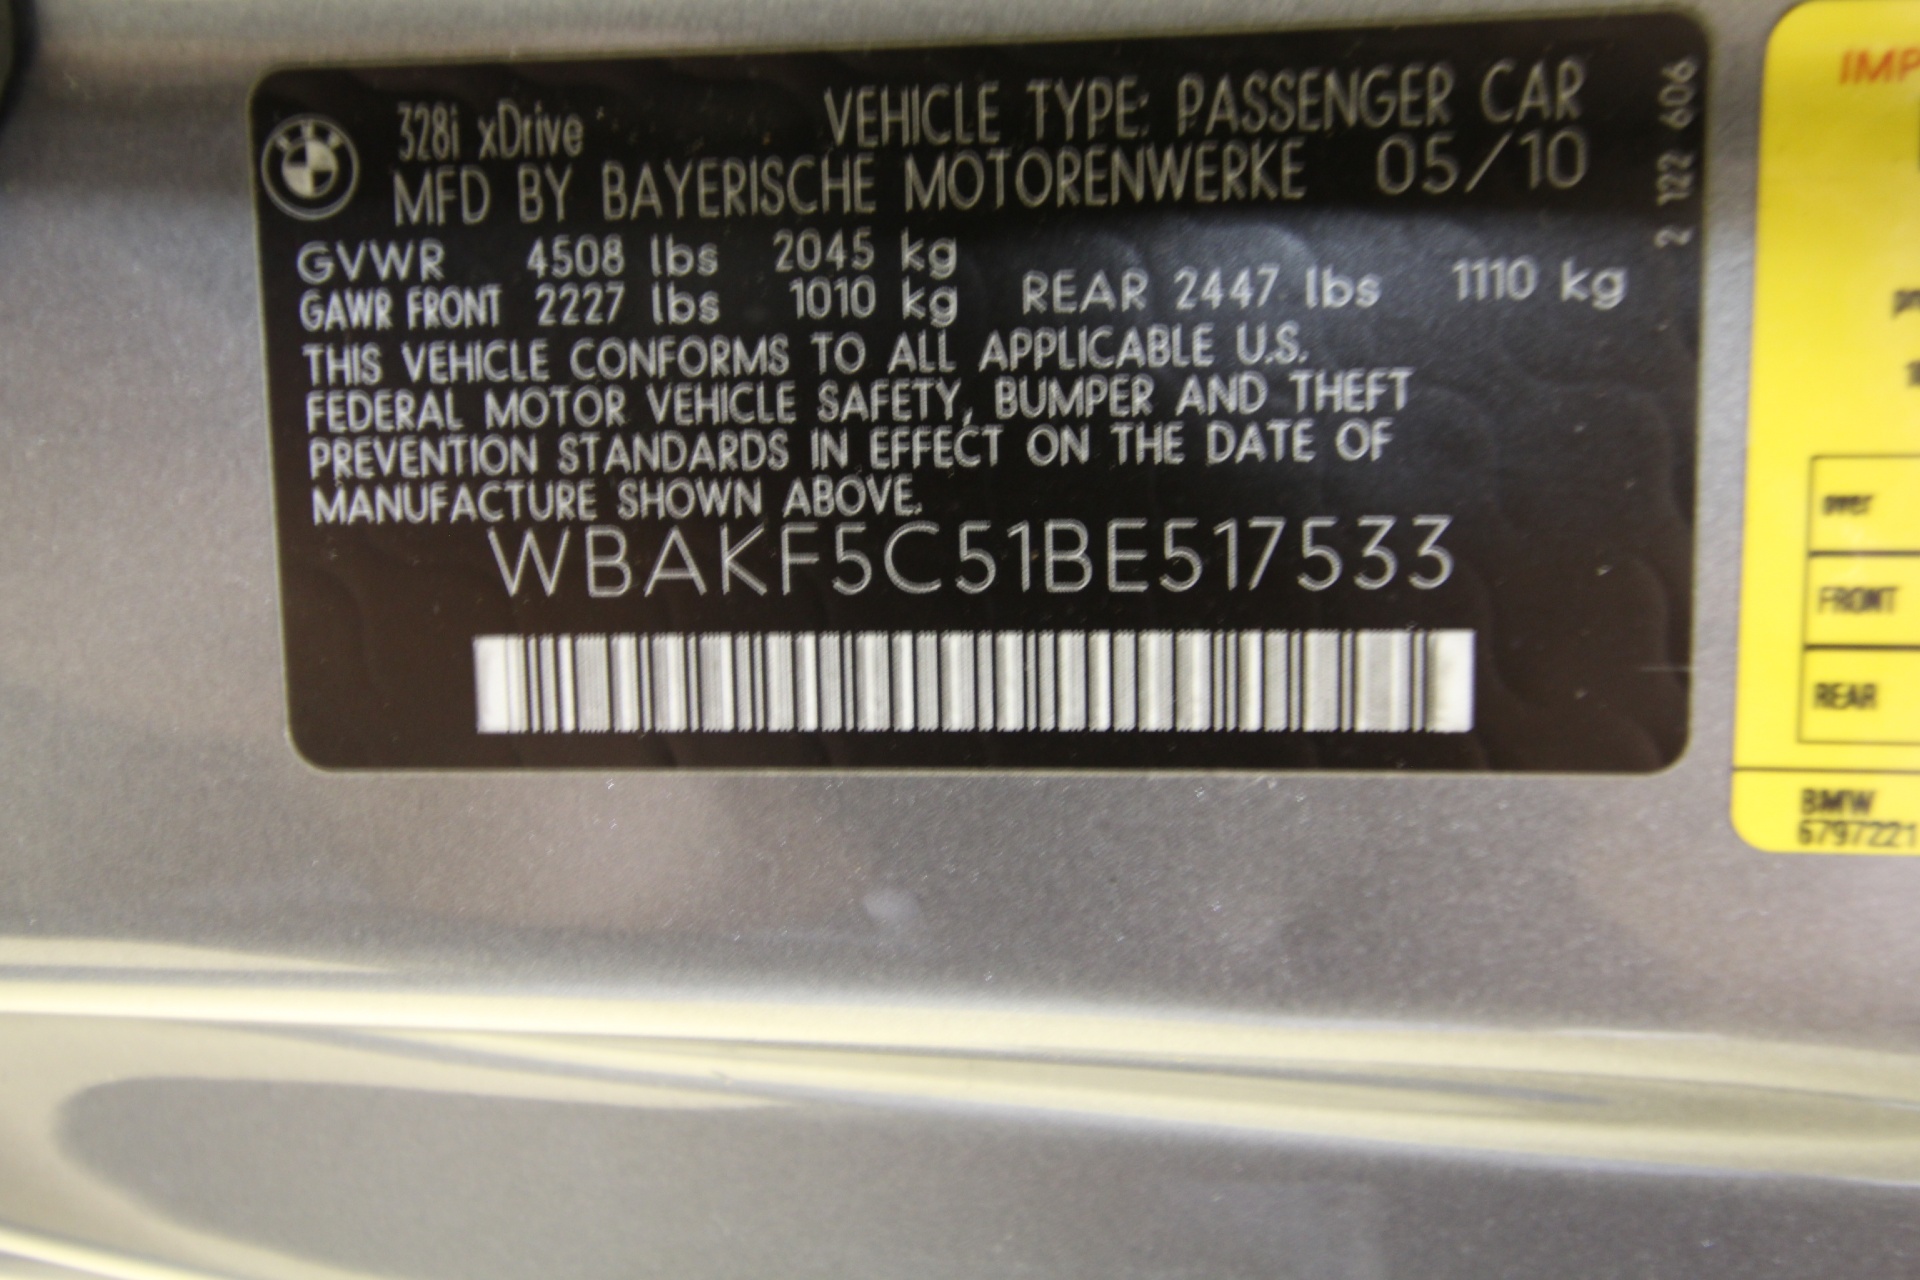 328i xDrive VEHICLE TYPE: PASSENGER CAR
MFD BY BAYERISCHE MOTORENWERKE 05/10
GVWR 4508 lbs 2045 kg
GAWR FRONT 2227 lbs 1010 kg REAR 2447 lbs 1110 kg
THIS VEHICLE CONFORMS TO ALL APPLICABLE U.S.
FEDERAL MOTOR VEHICLE SAFETY, BUMPER AND THEFT
PREVENTION STANDARDS IN EFFECT ON THE DATE OF
MANUFACTURE SHOWN ABOVE.
WBAKF5C51BE517533
2 122 606
IMP
over
FRONT
REAR
BMW
6797221